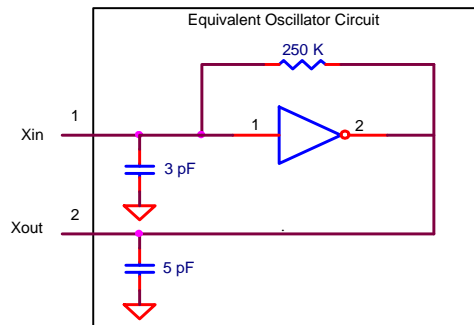 Equivalent Oscillator Circuit
250 K
1
Xin
1
2
3 pF
2
Xout
5 pF